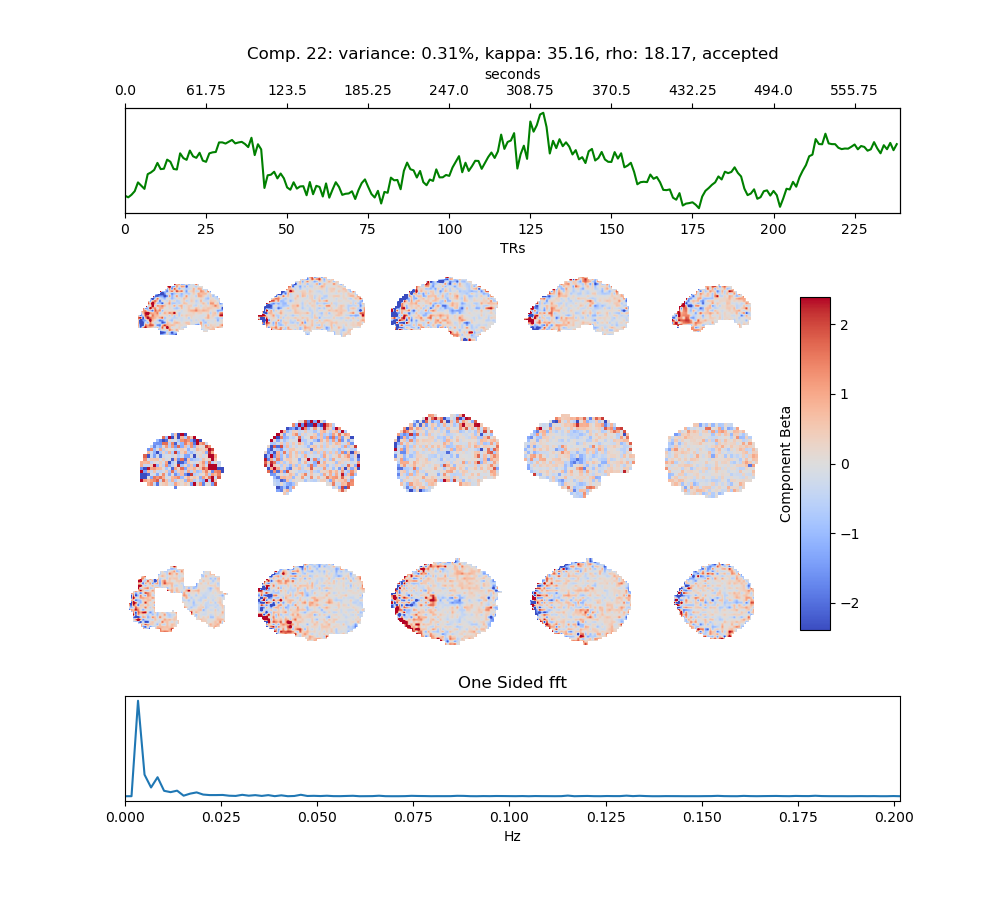 Comp. 22: variance: 0.31%, kappa: 35.16, rho: 18.17, accepted
seconds
0.0 61.75 123.5 185.25 247.0 308.75 370.5 432.25 494.0 555.75
0 25 50 75 100 125 150 175 200 225
TRs
2
1
0
−1
−2
Component Beta
One Sided fft
0.000 0.025 0.050 0.075 0.100 0.125 0.150 0.175 0.200
Hz